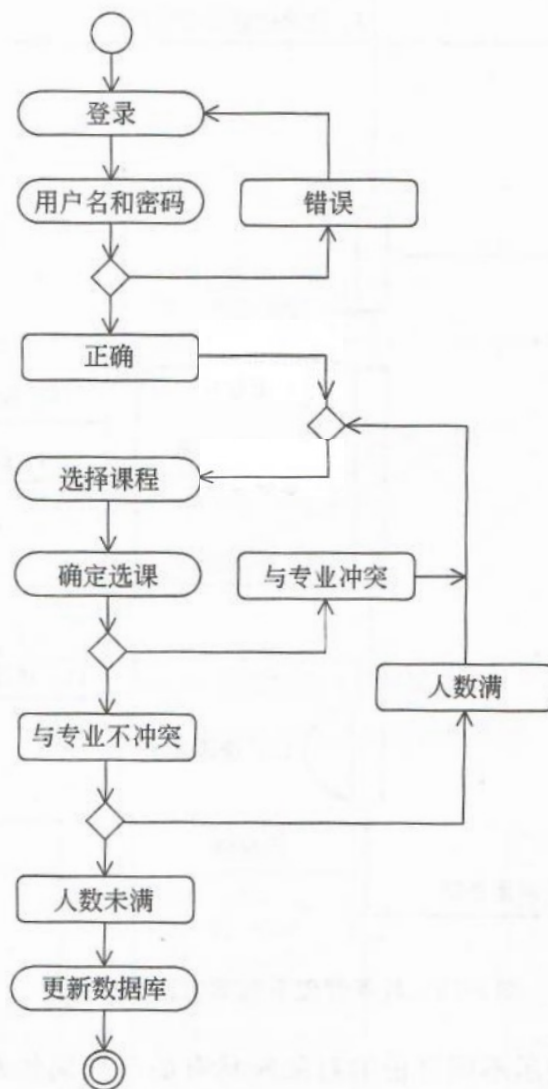 登录
用户名和密码
错误
正确
选择课程
确定选课
与专业冲突
人数满
与专业不冲突
人数未满
更新数据库